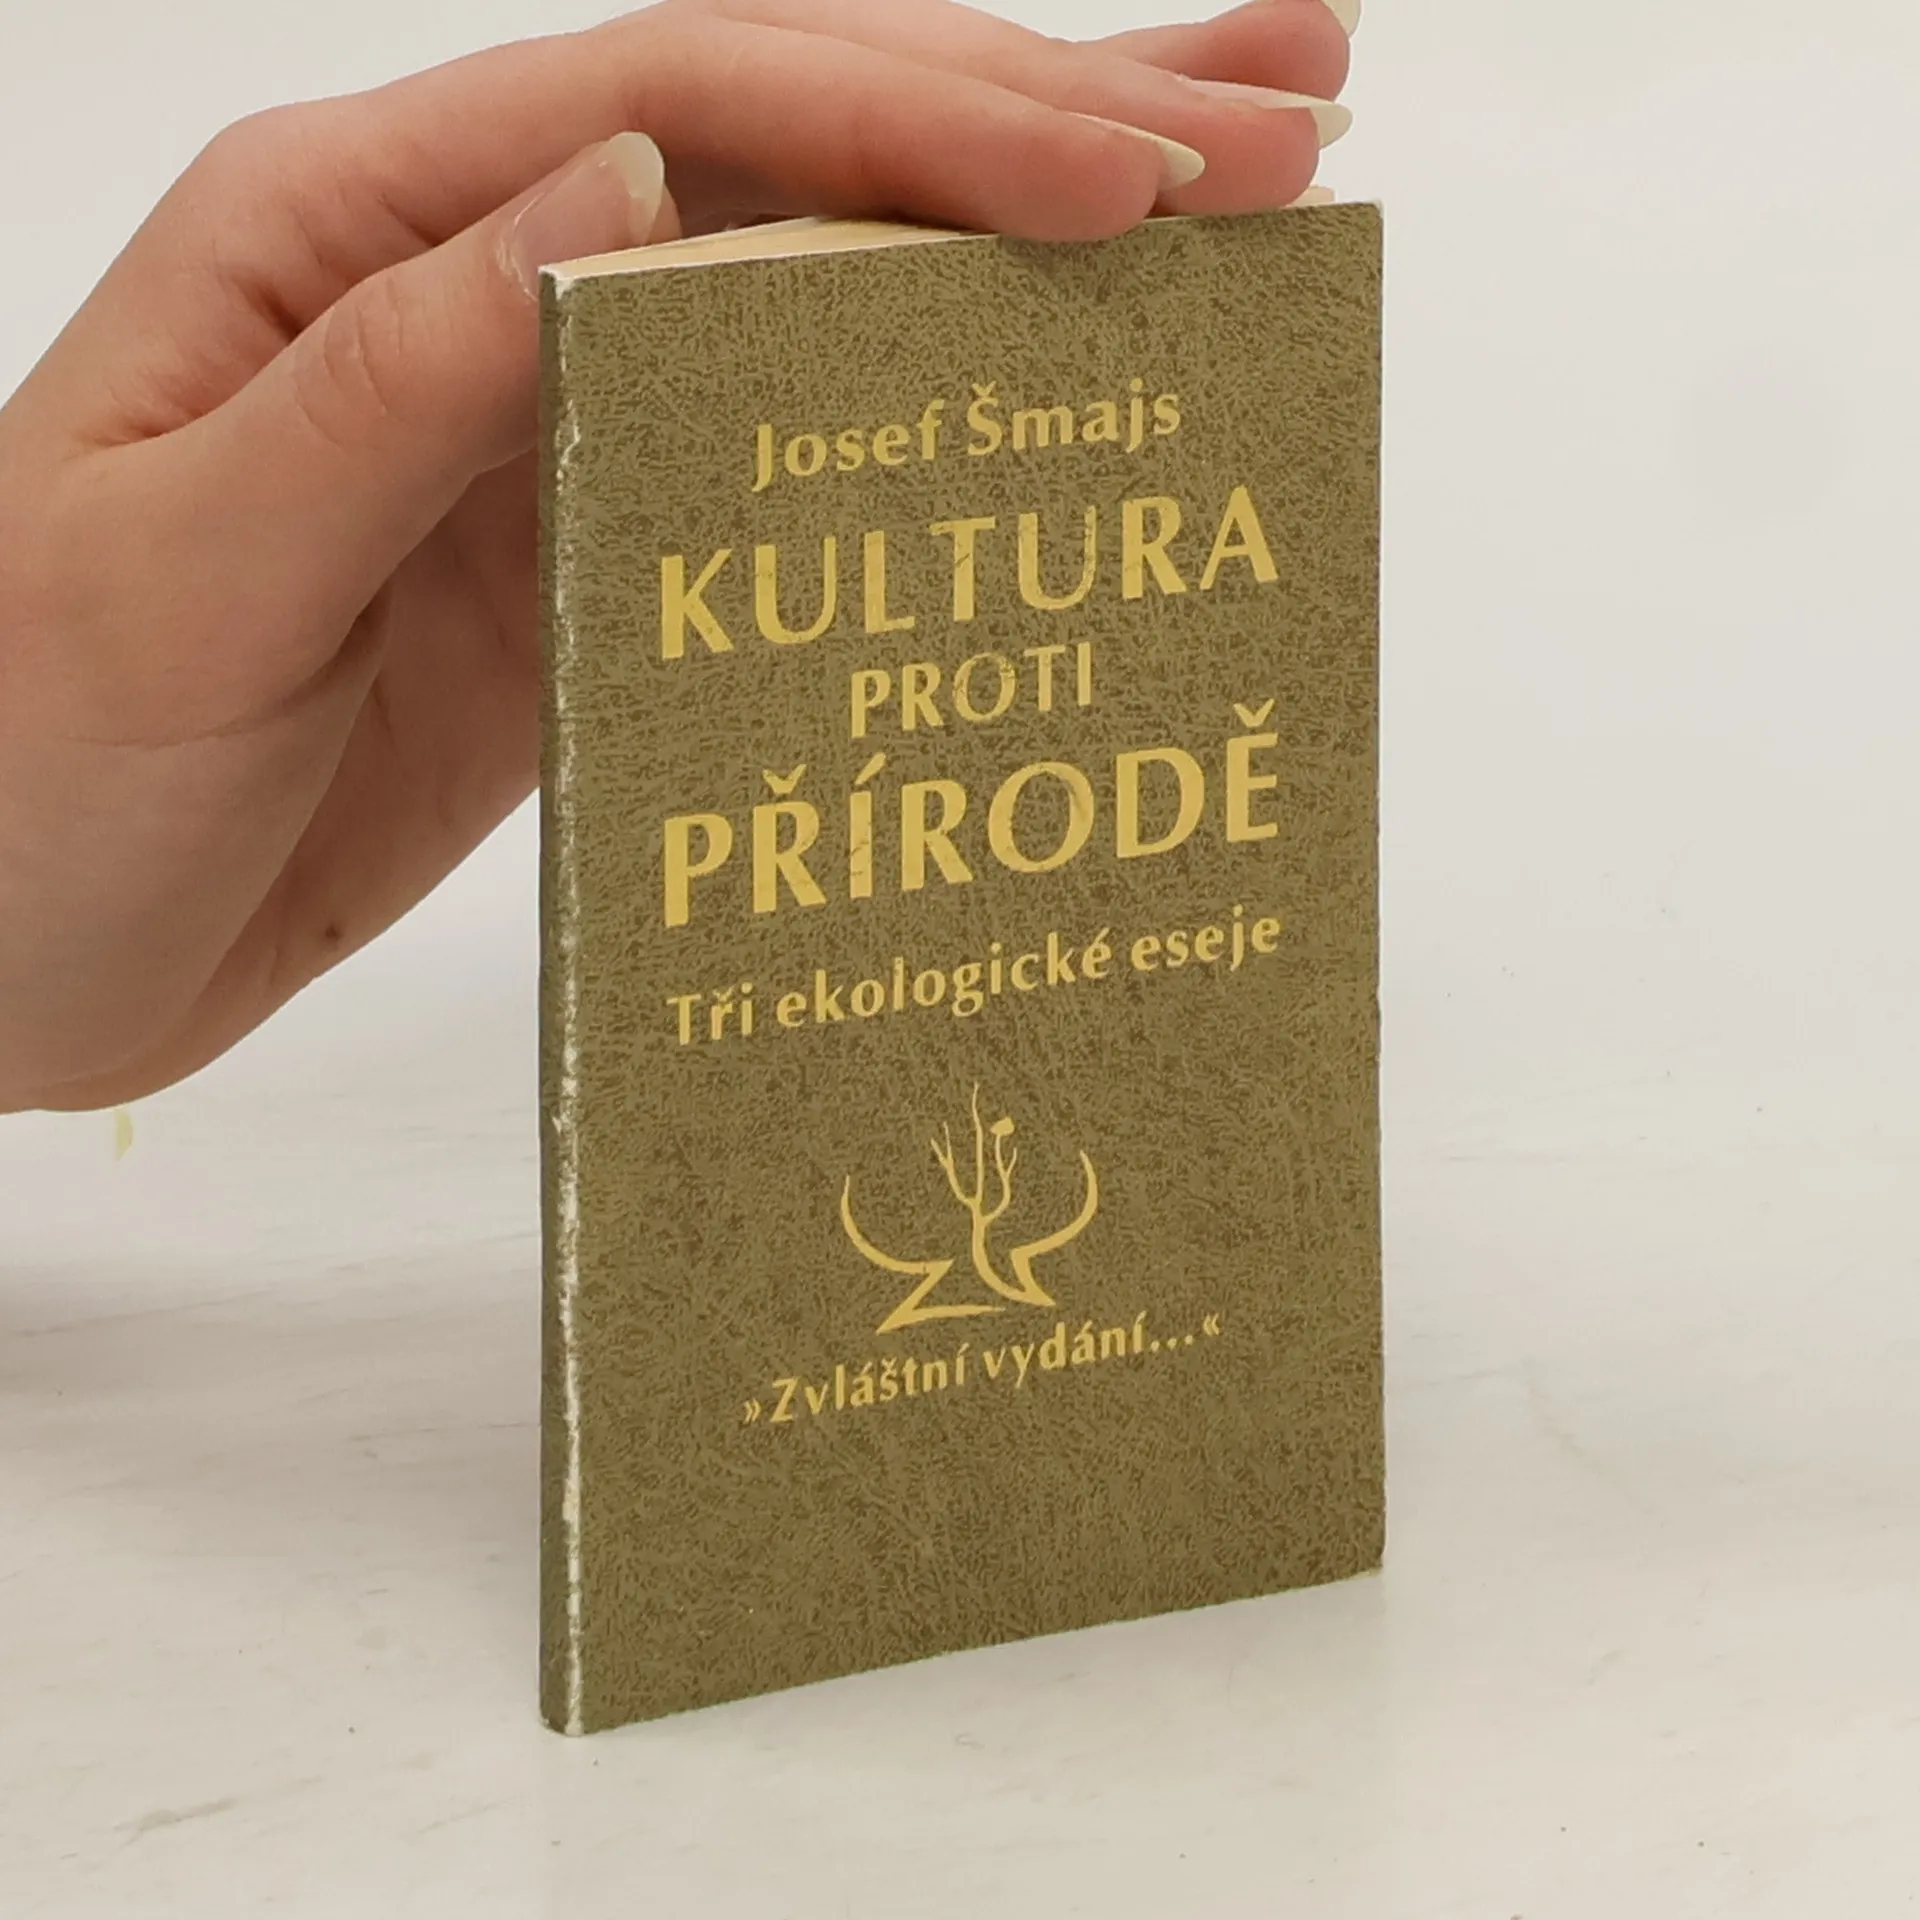 Josef Šmajs
KULTURA
PROTI
PŘÍRODĚ
Tři ekologické eseje
»Zvláštní vydání...«